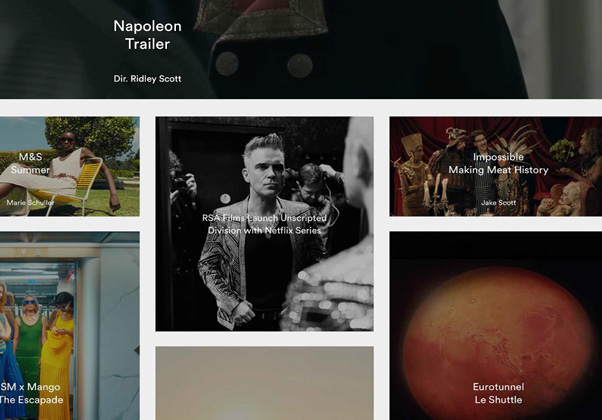 Napoleon
Trailer
Dir. Ridley Scott
M&S
Summer
Marie Schuller
RSA Films Launch Unscripted
Division with Netflix Series
Impossible
Making Meat History
Jake Scott
SM x Mango
The Escapade
Eurotunnel
Le Shuttle